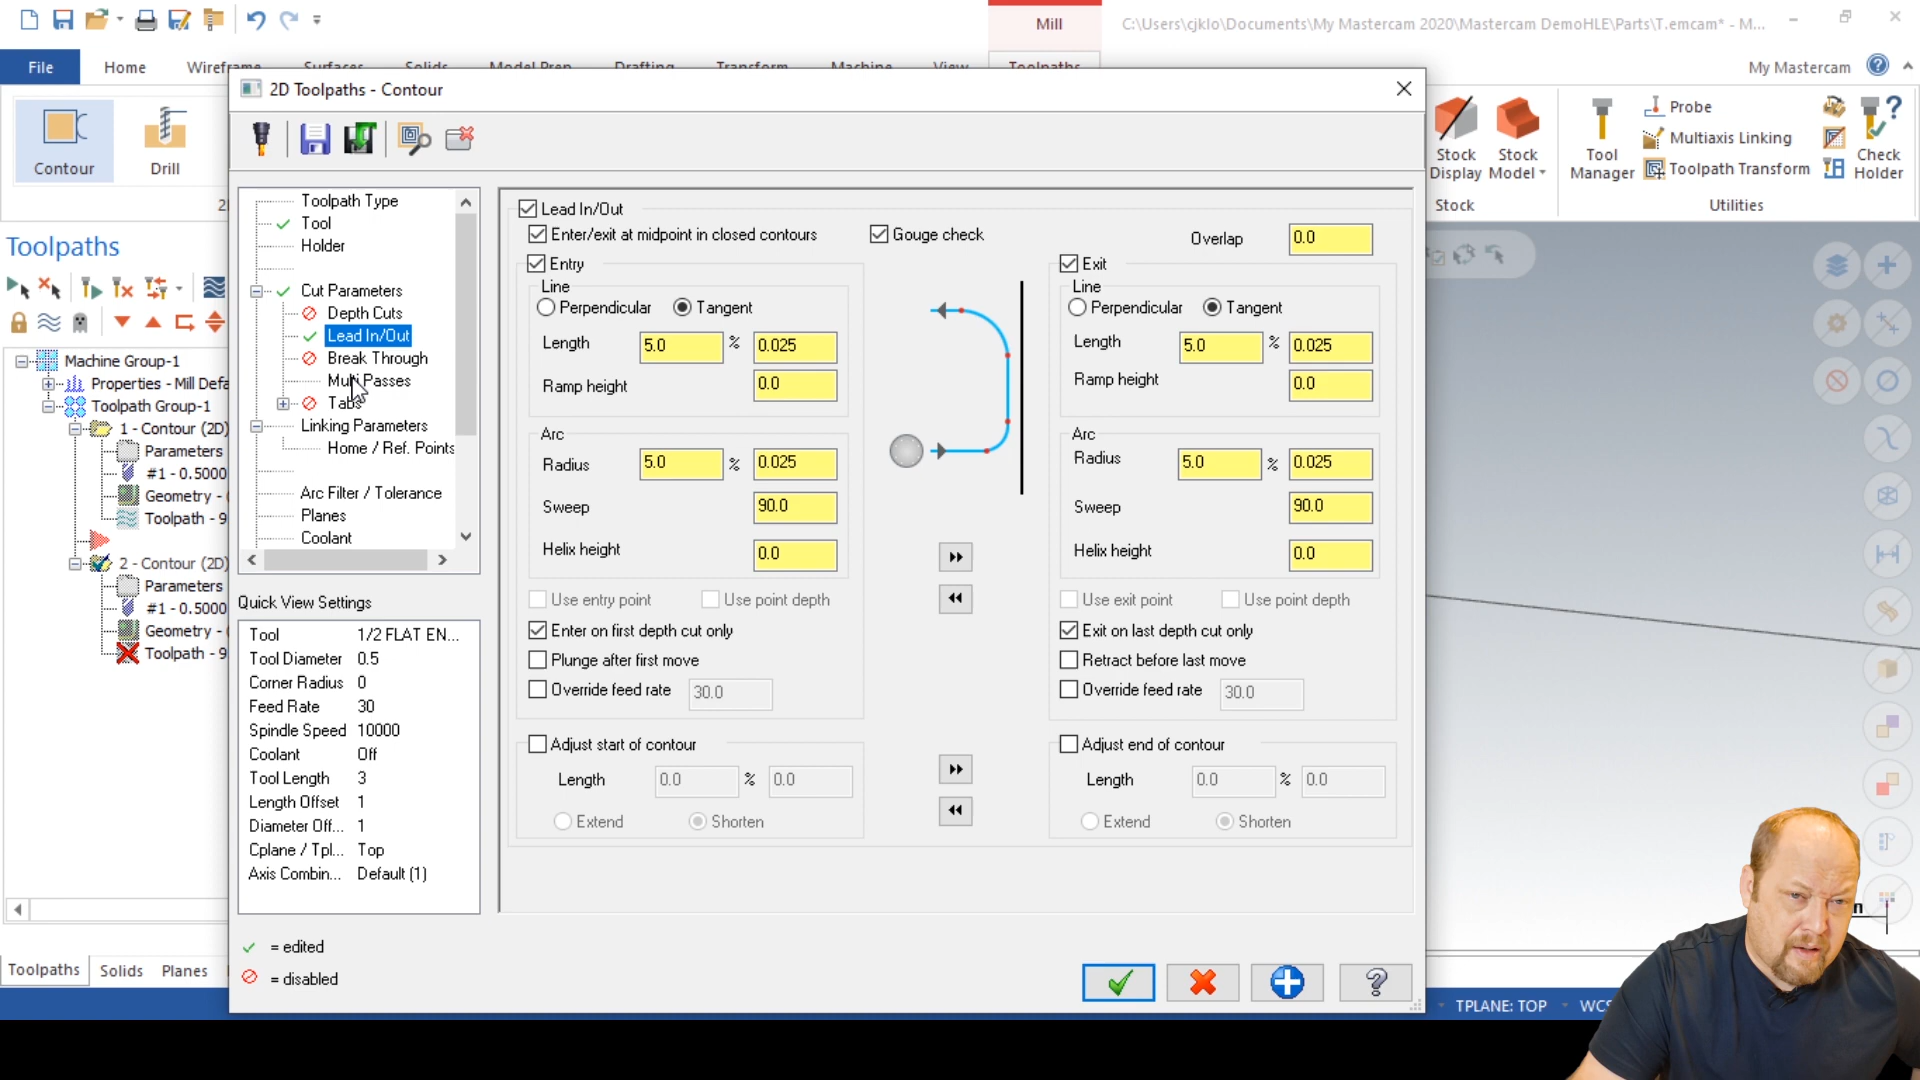 Mill
C:\Users\cjklo\Documents\My Mastercam 2020\Mastercam DemoHLE\Parts\T.emcam* - M...
File
Home
Wireframe
Surfaces
Solids
Model Prep
Drafting
Transform
Machine
View
Toolpaths
My Mastercam
Contour
Drill
2D Toolpaths - Contour
Stock Display
Stock Model
Stock
Tool Manager
Probe
Multiaxis Linking
Toolpath Transform
Check Holder
Utilities
Toolpaths
Machine Group-1
Properties - Mill Defa
Toolpath Group-1
1 - Contour (2D)
Parameters
#1 - 0.5000
Geometry - (
Toolpath - 9
2 - Contour (2D)
Parameters
#1 - 0.5000
Geometry - (
Toolpath - 9
Toolpath Type
Tool
Holder
Cut Parameters
Depth Cuts
Lead In/Out
Break Through
Multi Passes
Tabs
Linking Parameters
Home / Ref. Points
Arc Filter / Tolerance
Planes
Coolant
Quick View Settings
Tool 1/2 FLAT EN...
Tool Diameter 0.5
Corner Radius 0
Feed Rate 30
Spindle Speed 10000
Coolant Off
Tool Length 3
Length Offset 1
Diameter Off... 1
Cplane / Tpl... Top
Axis Combin... Default (1)
= edited
= disabled
Lead In/Out
Enter/exit at midpoint in closed contours
Gouge check
Overlap 0.0
Entry
Line
Perpendicular Tangent
Length 5.0 % 0.025
Ramp height 0.0
Arc
Radius 5.0 % 0.025
Sweep 90.0
Helix height 0.0
Use entry point Use point depth
Enter on first depth cut only
Plunge after first move
Override feed rate 30.0
Adjust start of contour
Length 0.0 % 0.0
Extend Shorten
Exit
Line
Perpendicular Tangent
Length 5.0 % 0.025
Ramp height 0.0
Arc
Radius 5.0 % 0.025
Sweep 90.0
Helix height 0.0
Use exit point Use point depth
Exit on last depth cut only
Retract before last move
Override feed rate 30.0
Adjust end of contour
Length 0.0 % 0.0
Extend Shorten
Toolpaths Solids Planes
TPLANE: TOP WCS